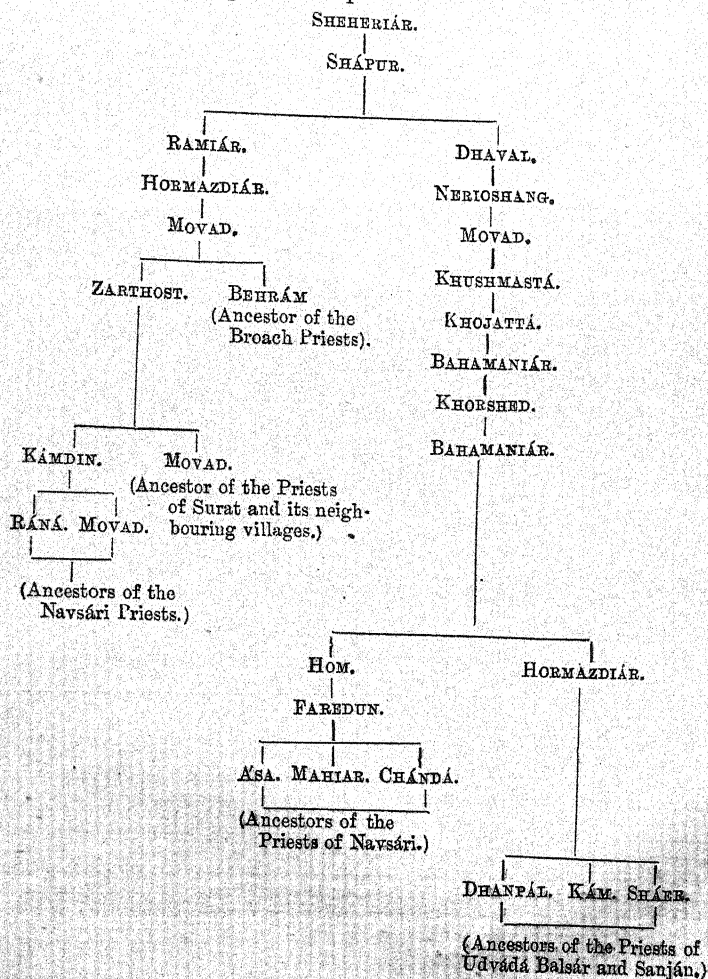 SHEHERIÁR.
SHÁPUR.
RAMIÁR.
DHAVAL.
HORMAZDIÁR.
NERIOSHANG.
MOVAD.
MOVAD.
ZARTHOST. BEHRÁM
(Ancestor of the
Broach Priests).
KHUSHMASTÁ.
KHOJATTÁ.
BAHAMANIÁR.
KHORSHED.
BAHAMANIÁR.
KÁMDIN. MOVAD.
(Ancestor of the Priests
of Surat and its neigh-
bouring villages.)
RÁNÁ. MOVAD.
(Ancestors of the
Navsári Priests.)
HOM. HORMAZDIÁR.
FAREDUN.
ÁSA. MAHIAR. CHÁNDÁ.
(Ancestors of the
Priests of Navsári.)
DHANPÁL. KÁM. SHÁER.
(Ancestors of the Priests of
Udvádá Balsár and Sanján.)